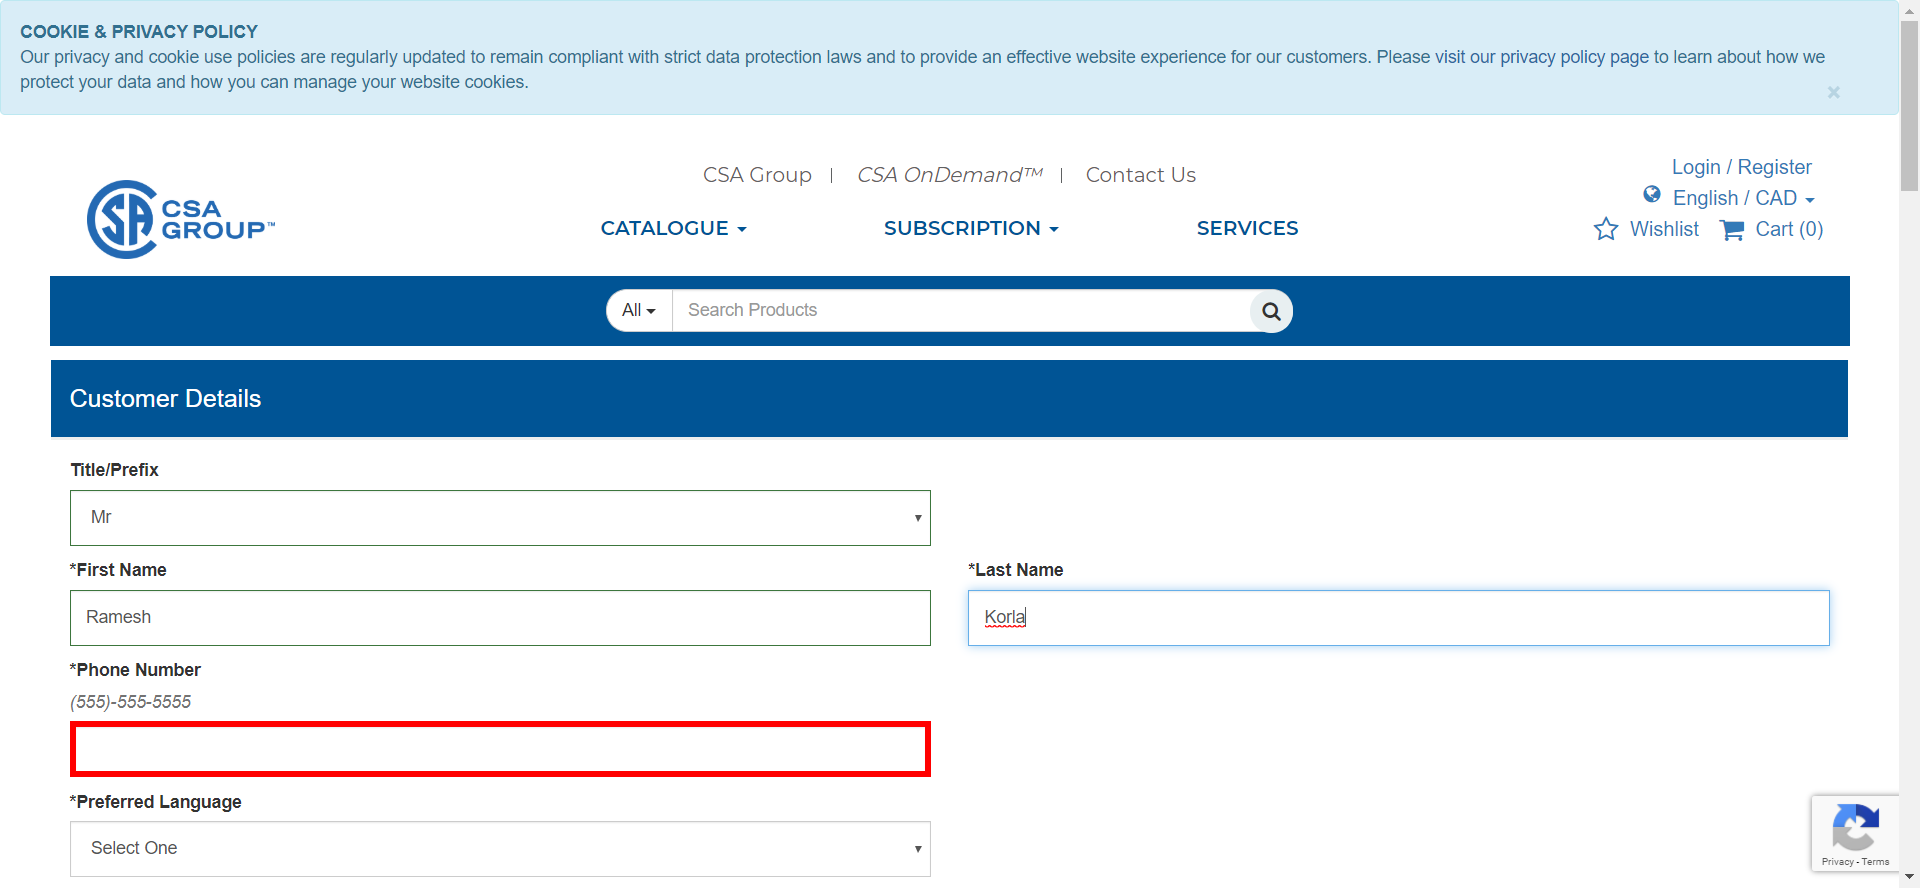 COOKIE & PRIVACY POLICY
Our privacy and cookie use policies are regularly updated to remain compliant with strict data protection laws and to provide an effective website experience for our customers. Please visit our privacy policy page to learn about how we
protect your data and how you can manage your website cookies.
×
CSA Group | CSA OnDemand™ | Contact Us
Login / Register
English / CAD
CSA GROUP™
CATALOGUE SUBSCRIPTION SERVICES
Wishlist Cart (0)
All Search Products
Customer Details
Title/Prefix
Mr
*First Name *Last Name
Ramesh Korla
*Phone Number
(555)-555-5555
*Preferred Language
Select One
Privacy - Terms